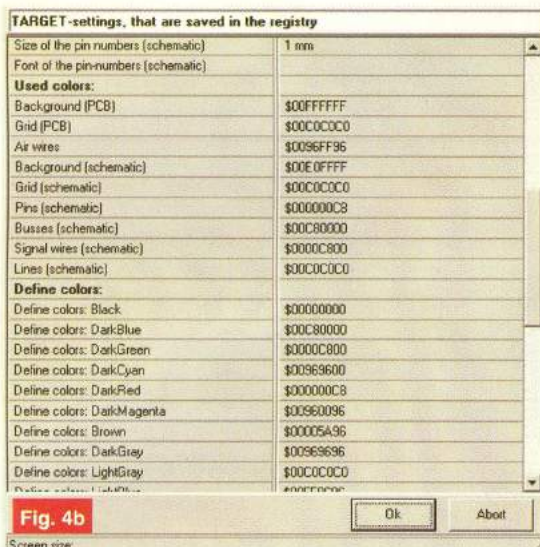 TARGET-settings, that are saved in the registry
Size of the pin numbers (schematic) 1 mm
Font of the pin-numbers (schematic)
Used colors:
Background (PCB) $00FFFFFF
Grid (PCB) $00C0C0C0
Air wires $0096FF96
Background (schematic) $00E0FFFF
Grid (schematic) $00C0C0C0
Pins (schematic) $000000C8
Busses (schematic) $00C80000
Signal wires (schematic) $0000C800
Lines (schematic) $00C0C0C0
Define colors:
Define colors: Black $00000000
Define colors: DarkBlue $00C80000
Define colors: DarkGreen $0000C800
Define colors: DarkCyan $00969600
Define colors: DarkRed $000000C8
Define colors: DarkMagenta $00960096
Define colors: Brown $00005A96
Define colors: DarkGray $00969696
Define colors: LightGray $00C0C0C0
Define colors: LightBlue
Fig. 4b Ok Abort
Screen size: